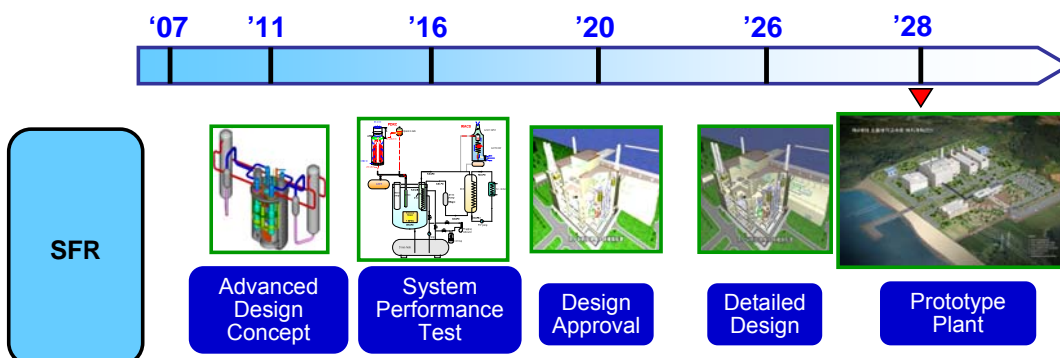 ‘07
’11
’16
’20
’26
’28
SFR
Advanced
Design
Concept
System
Performance
Test
Design
Approval
Detailed
Design
Prototype
Plant